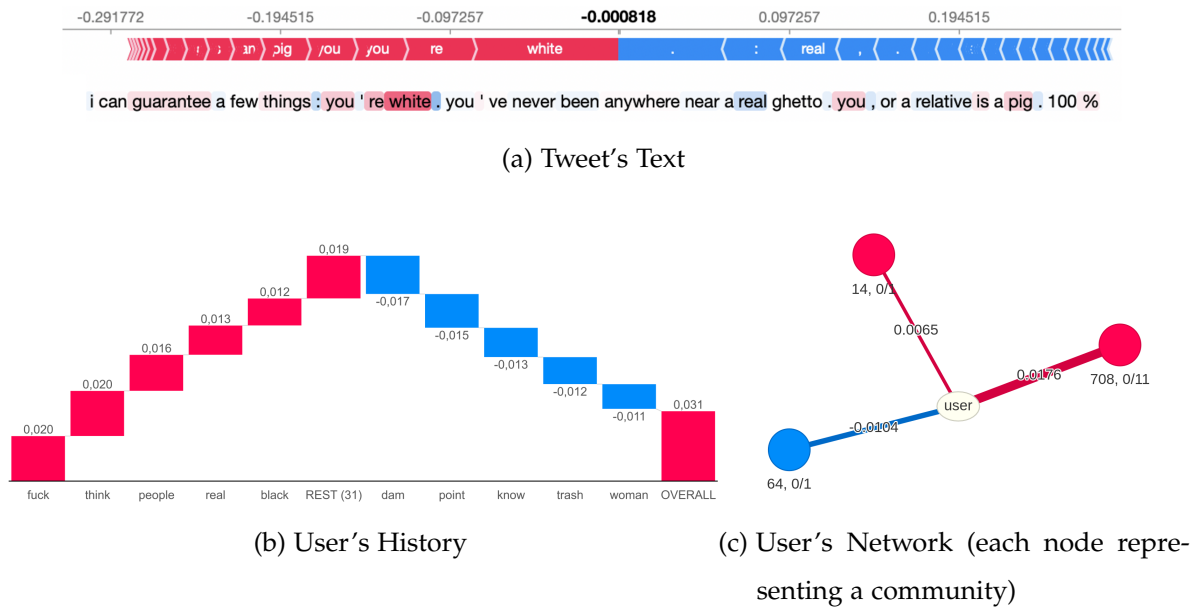 -0.291772 -0.194515 -0.097257 -0.000818 0.097257 0.194515
an pig you you re white . : real , .
i can guarantee a few things : you ' re white . you ' ve never been anywhere near a real ghetto . you , or a relative is a pig . 100 %
(a) Tweet's Text
0,020 0,020 0,016 0,013 0,012 0,019 -0,017 -0,015 -0,013 -0,012 -0,011 0,031
fuck think people real black REST (31) dam point know trash woman OVERALL
(b) User's History
14, 0/1
0.0065
0.0176
708, 0/11
user
-0.0104
64, 0/1
(c) User's Network (each node repre-
senting a community)